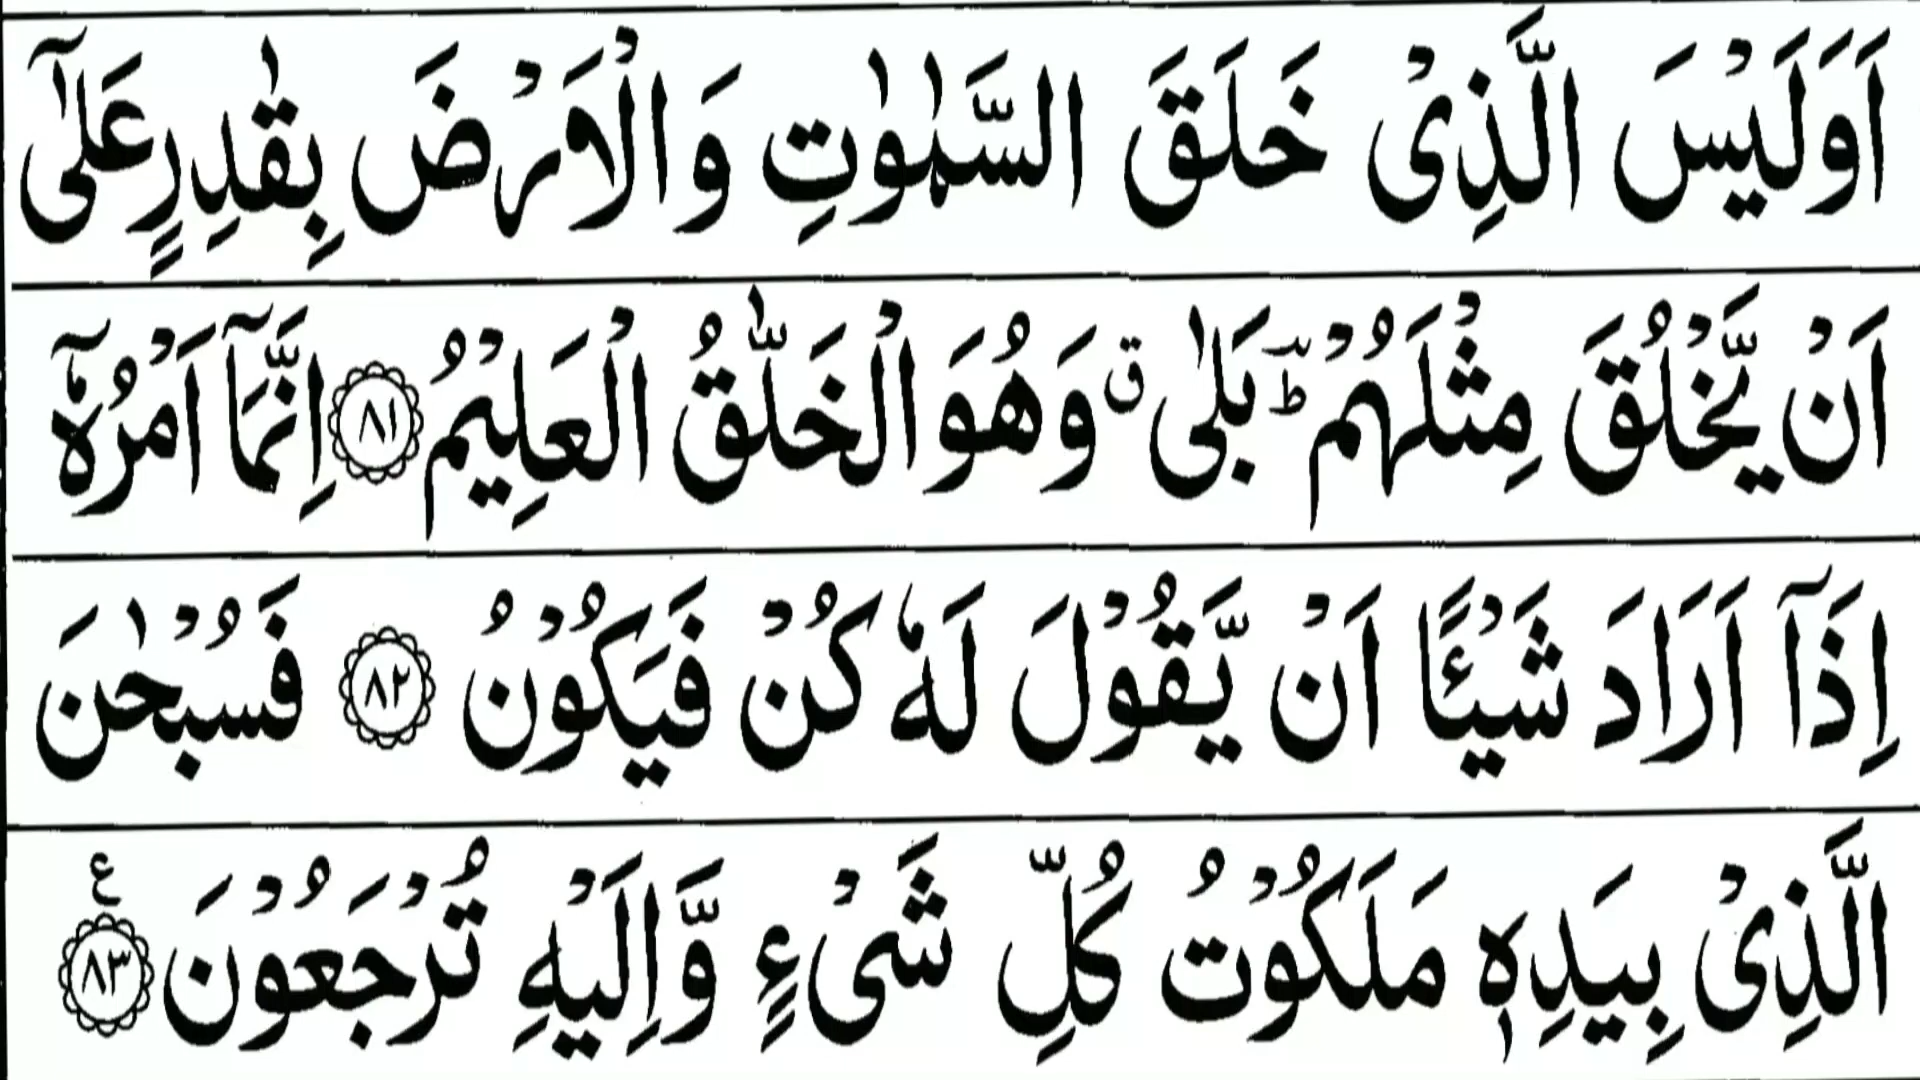 اَوَلَيْسَ الَّذِىْ خَلَقَ السَّمٰوٰتِ وَالْاَرْضَ بِقٰدِرٍ عَلٰٓى
اَنْ يَّخْلُقَ مِثْلَهُمْ ؕؔ بَلٰى ۗ وَهُوَ الْخَلّٰقُ الْعَلِيْمُ ﴿۸۱﴾ اِنَّمَاۤ اَمْرُهٗۤ
اِذَاۤ اَرَادَ شَيْئًا اَنْ يَّقُوْلَ لَهٗ كُنْ فَيَكُوْنُ ﴿۸۲﴾ فَسُبْحٰنَ
الَّذِىْ بِيَدِهٖ مَلَكُوْتُ كُلِّ شَىْءٍ وَّاِلَيْهِ تُرْجَعُوْنَ ﴿۸۳﴾ ع